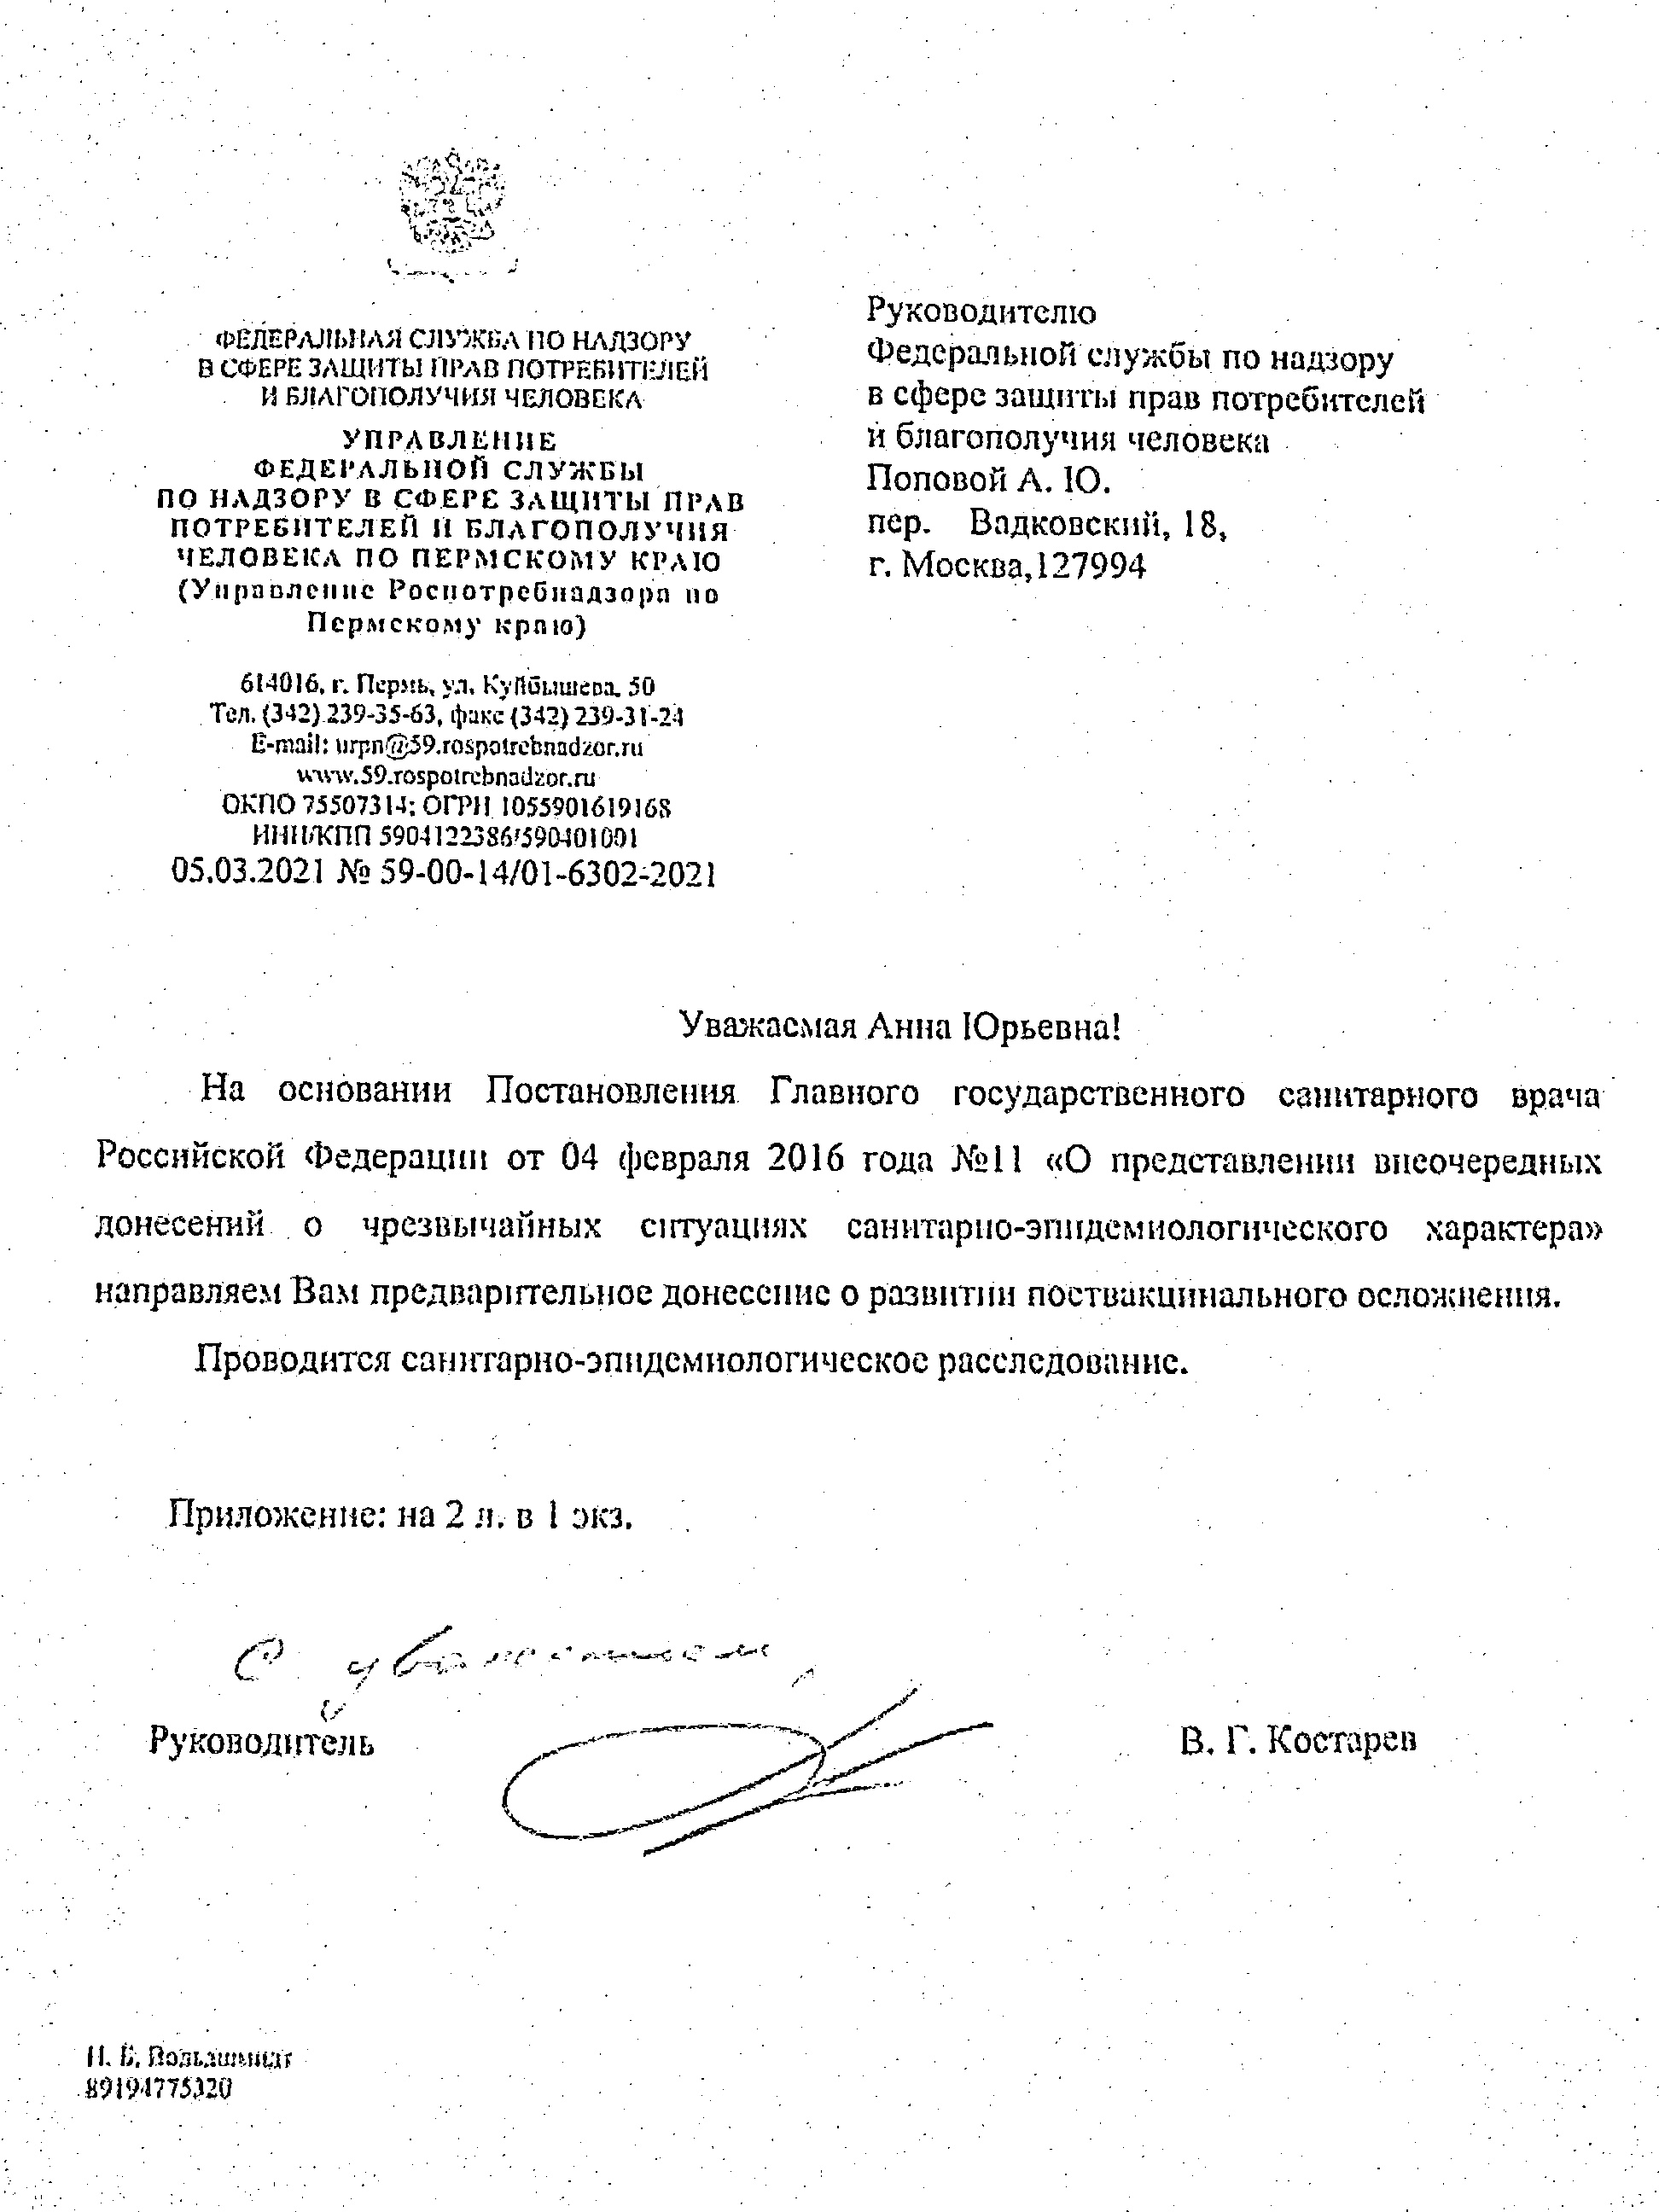 ФЕДЕРАЛЬНАЯ СЛУЖБА ПО НАДЗОРУ
В СФЕРЕ ЗАЩИТЫ ПРАВ ПОТРЕБИТЕЛЕЙ
И БЛАГОПОЛУЧИЯ ЧЕЛОВЕКА
УПРАВЛЕНИЕ
ФЕДЕРАЛЬНОЙ СЛУЖБЫ
ПО НАДЗОРУ В СФЕРЕ ЗАЩИТЫ ПРАВ
ПОТРЕБИТЕЛЕЙ И БЛАГОПОЛУЧИЯ
ЧЕЛОВЕКА ПО ПЕРМСКОМУ КРАЮ
(Управление Роспотребнадзора по
Пермскому краю)
614016, г. Пермь, ул. Куйбышева, 50
Тел. (342) 239-35-63, факс (342) 239-31-24
E-mail: urpn@59.rospotrebnadzor.ru
www.59.rospotrebnadzor.ru
ОКПО 75507314; ОГРН 1055901619168
ИНН/КПП 5904122386/590401001
05.03.2021 № 59-00-14/01-6302-2021
Руководителю
Федеральной службы по надзору
в сфере защиты прав потребителей
и благополучия человека
Поповой А. Ю.
пер. Вадковский, 18,
г. Москва,127994
Уважаемая Анна Юрьевна!
На основании Постановления Главного государственного санитарного врача
Российской Федерации от 04 февраля 2016 года №11 «О представлении внеочередных
донесений о чрезвычайных ситуациях санитарно-эпидемиологического характера»
направляем Вам предварительное донесение о развитии поствакцинального осложнения.
Проводится санитарно-эпидемиологическое расследование.
Приложение: на 2 л. в 1 экз.
С уважением,
Руководитель
В. Г. Костарев
89194775320